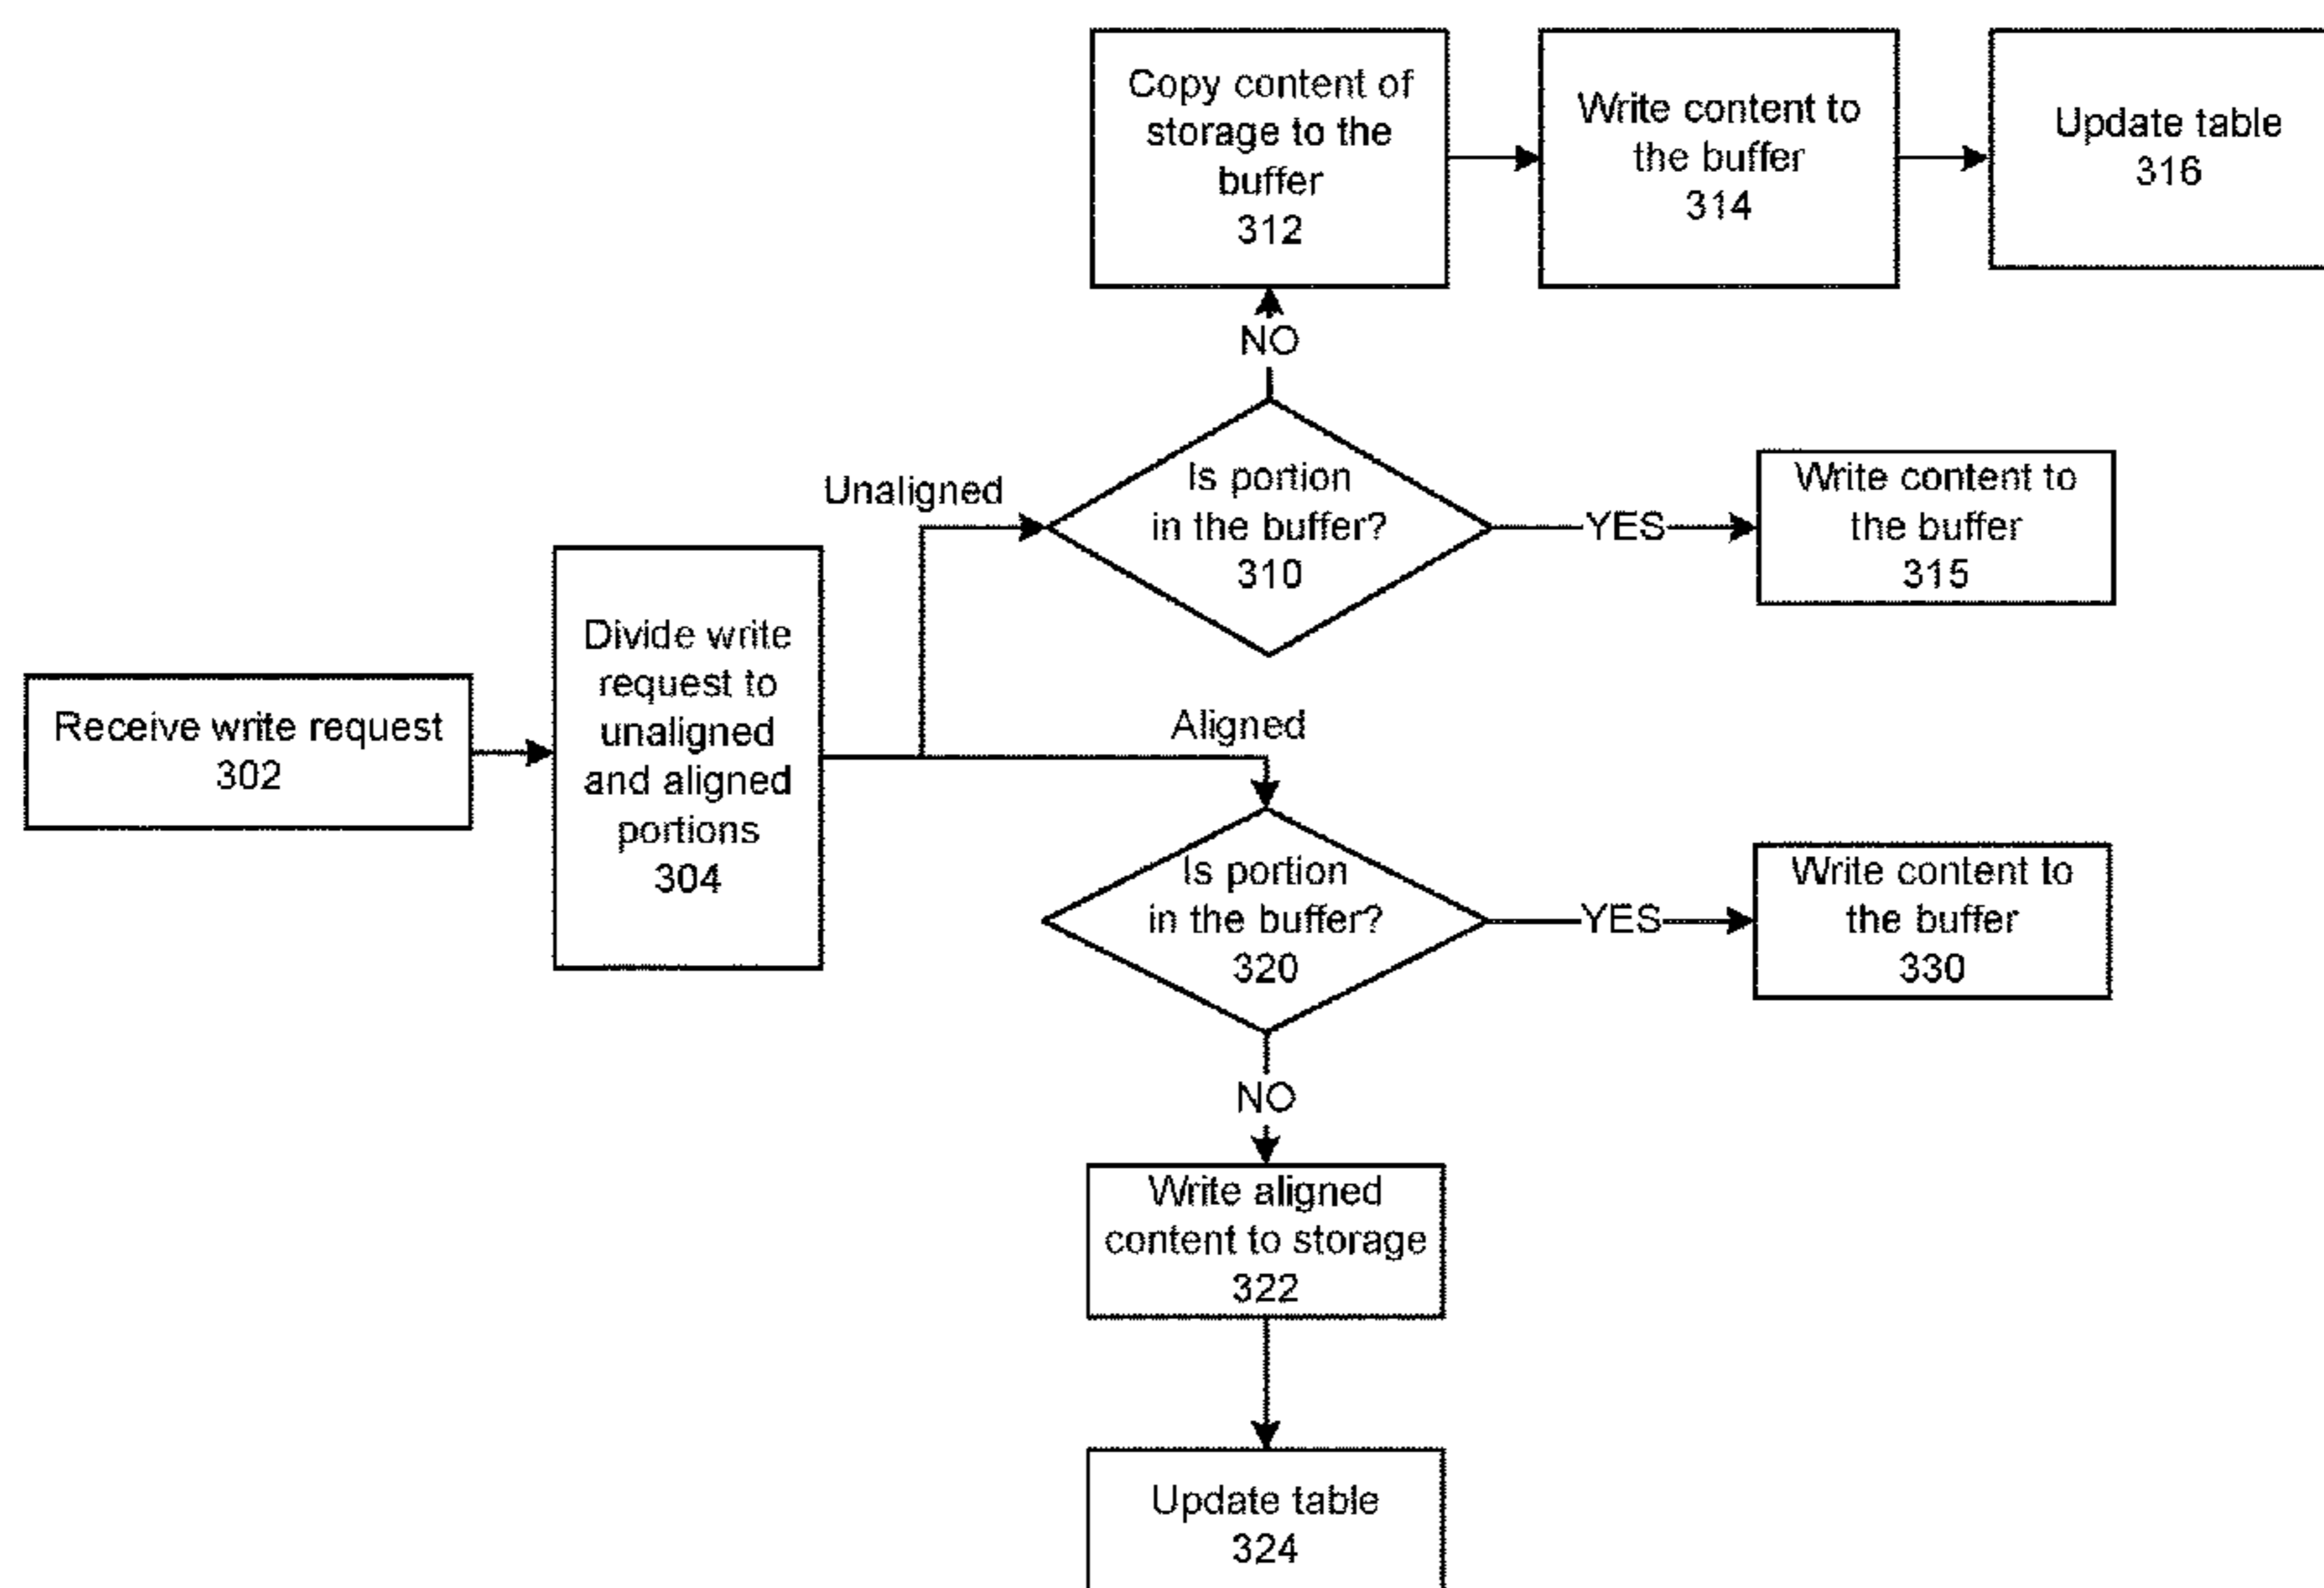 Copy content of
storage to the
buffer
312
Write content to
the buffer
314
Update table
316
NO
Unaligned
Is portion
in the buffer?
310
YES
Write content to
the buffer
315
Receive write request
302
Divide write
request to
unaligned
and aligned
portions
304
Aligned
Is portion
in the buffer?
320
YES
Write content to
the buffer
330
NO
Write aligned
content to storage
322
Update table
324